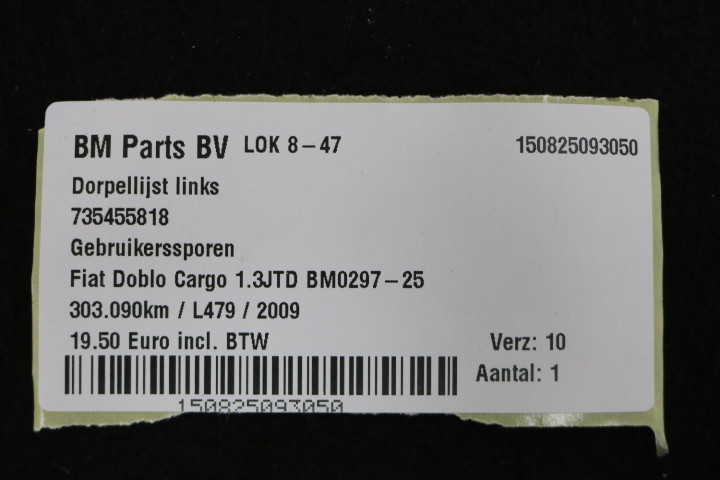 BM Parts BV LOK 8-47 150825093050
Dorpellijst links
735455818
Gebruikerssporen
Fiat Doblo Cargo 1.3JTD BM0297-25
303.090km / L479 / 2009
19.50 Euro incl. BTW Verz: 10
Aantal: 1
150825093050